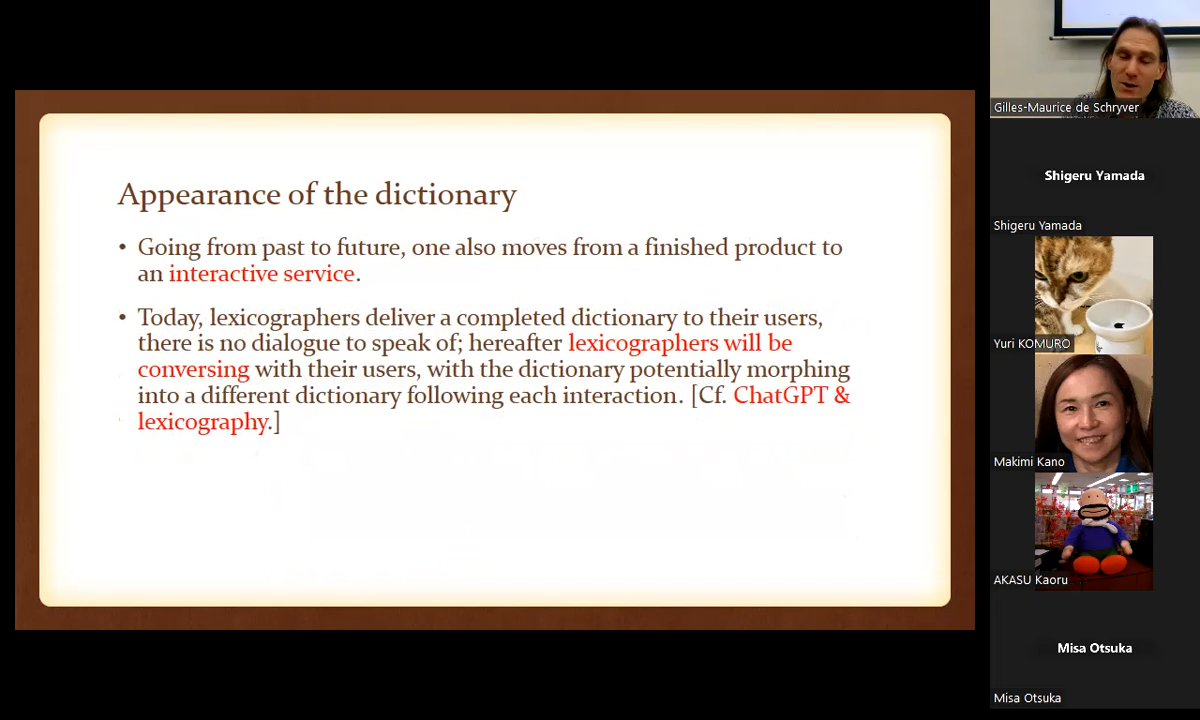 Appearance of the dictionary
• Going from past to future, one also moves from a finished product to
an interactive service.
• Today, lexicographers deliver a completed dictionary to their users,
there is no dialogue to speak of; hereafter lexicographers will be
conversing with their users, with the dictionary potentially morphing
into a different dictionary following each interaction. [Cf. ChatGPT &
lexicography.]
Gilles-Maurice de Schryver
Shigeru Yamada
Shigeru Yamada
Yuri KOMURO
Makimi Kano
AKASU Kaoru
Misa Otsuka
Misa Otsuka